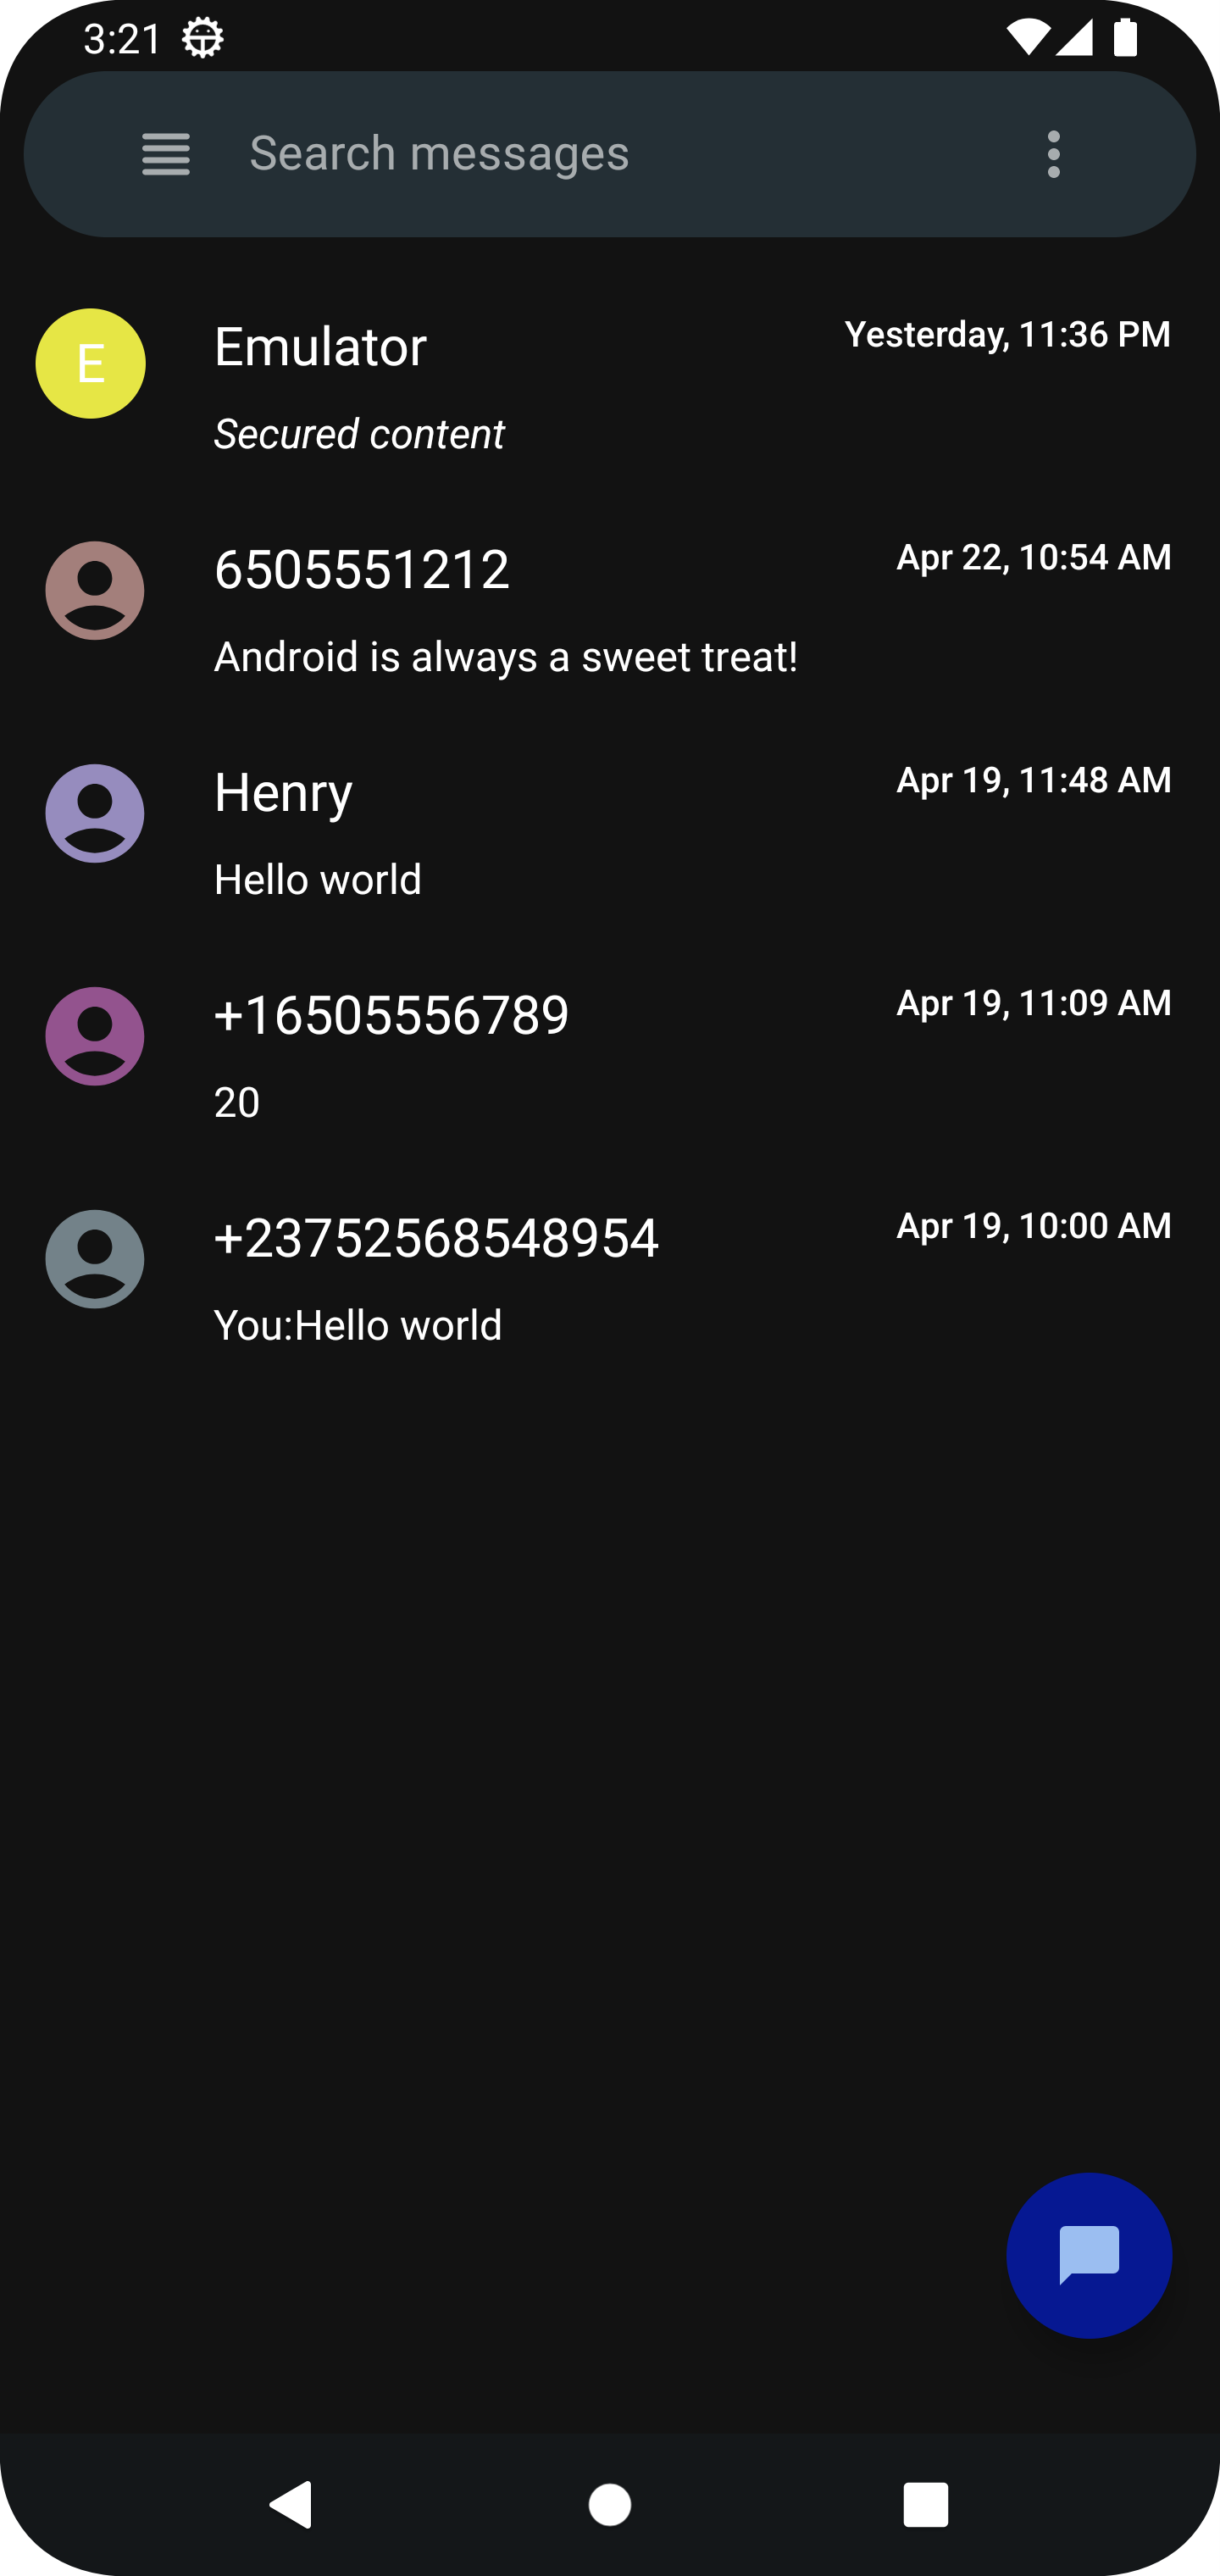 3:21
Search messages
E
Emulator
Yesterday, 11:36 PM
Secured content
6505551212
Apr 22, 10:54 AM
Android is always a sweet treat!
Henry
Apr 19, 11:48 AM
Hello world
+16505556789
Apr 19, 11:09 AM
20
+23752568548954
Apr 19, 10:00 AM
You:Hello world